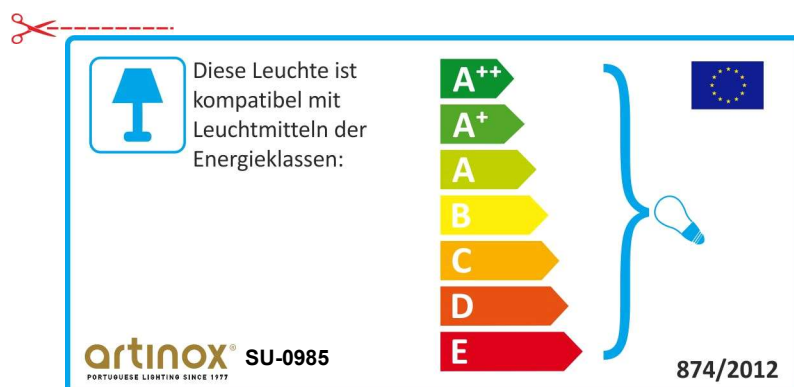 Diese Leuchte ist
kompatibel mit
Leuchtmitteln der
Energieklassen:
A++
A+
A
B
C
D
E
artinox® SU-0985
PORTUGUESE LIGHTING SINCE 1977
874/2012